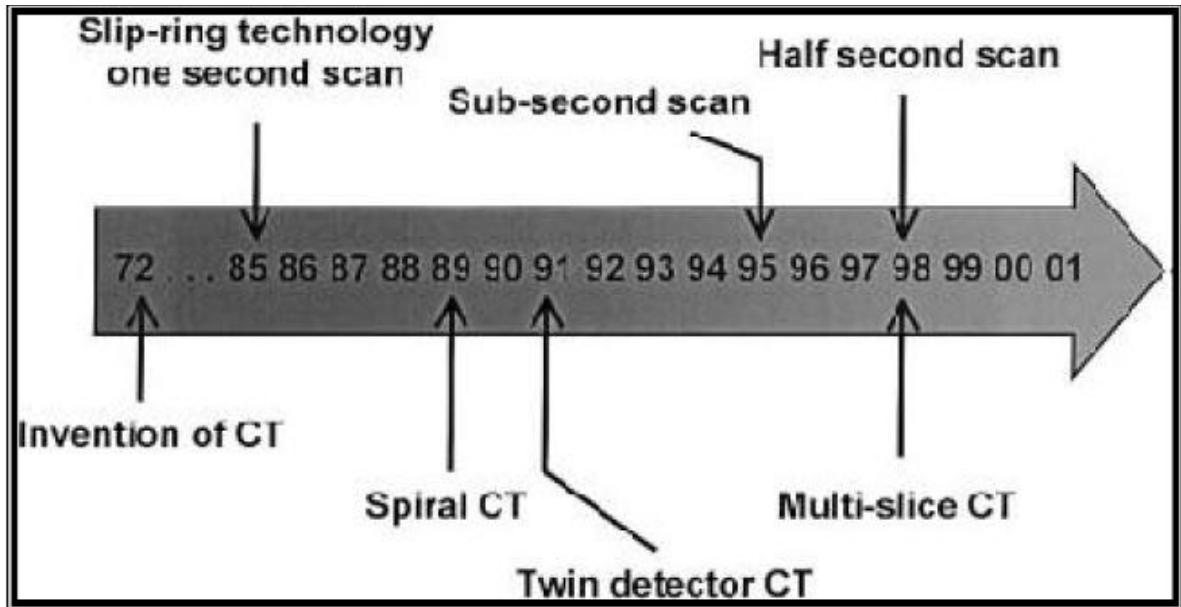 Slip-ring technology
one second scan
Half second scan
Sub-second scan
72 . . . 85 86 87 88 89 90 91 92 93 94 95 96 97 98 99 00 01
Invention of CT
Spiral CT
Multi-slice CT
Twin detector CT